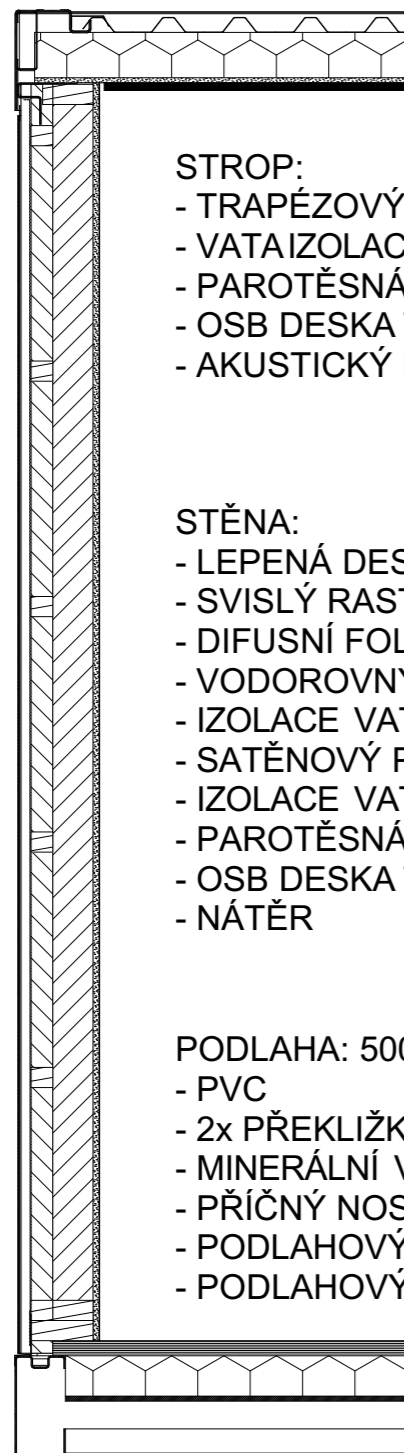 STROP:
- TRAPÉZOVÝ
- VATA IZOLAC
- PAROTĚSNÁ
- OSB DESKA
- AKUSTICKÝ
STĚNA:
- LEPENÁ DES
- SVISLÝ RAST
- DIFUSNÍ FOL
- VODOROVNÝ
- IZOLACE VAT
- SATĚNOVÝ P
- IZOLACE VAT
- PAROTĚSNÁ
- OSB DESKA
- NÁTĚR
PODLAHA: 500
- PVC
- 2x PŘEKLIŽK
- MINERÁLNÍ V
- PŘÍČNÝ NOS
- PODLAHOVÝ
- PODLAHOVÝ